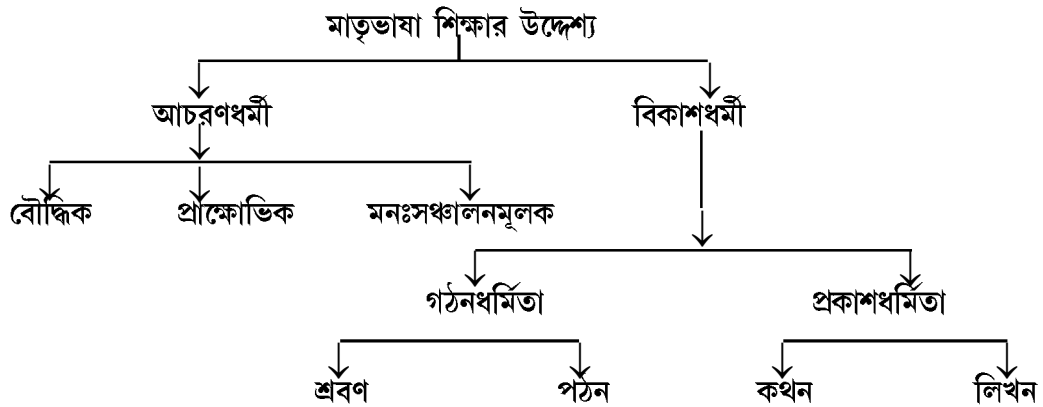 মাতৃভাষা শিক্ষার উদ্দেশ্য
আচরণধর্মী বিকাশধর্মী
বৌদ্ধিক প্রাক্ষোভিক মনঃসঞ্চালনমূলক
গঠনধর্মিতা প্রকাশধর্মিতা
শ্রবণ পঠন কথন লিখন